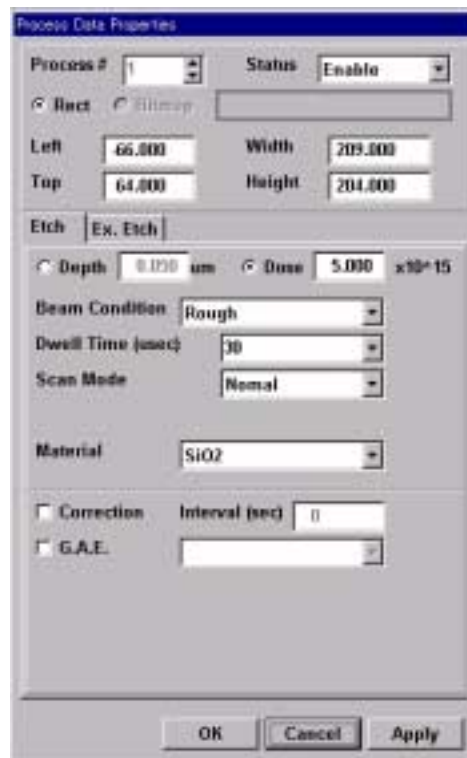 Process Data Properties
Process # 1 Status Enable
Rect Bitmap
Left -66.000 Width 209.000
Top 64.000 Height 204.000
Etch Ex. Etch
Depth 0.050 um Dose 5.000 x10^15
Beam Condition Rough
Dwell Time (usec) 30
Scan Mode Nomal
Material SiO2
Correction Interval (sec) 0
G.A.E.
OK Cancel Apply